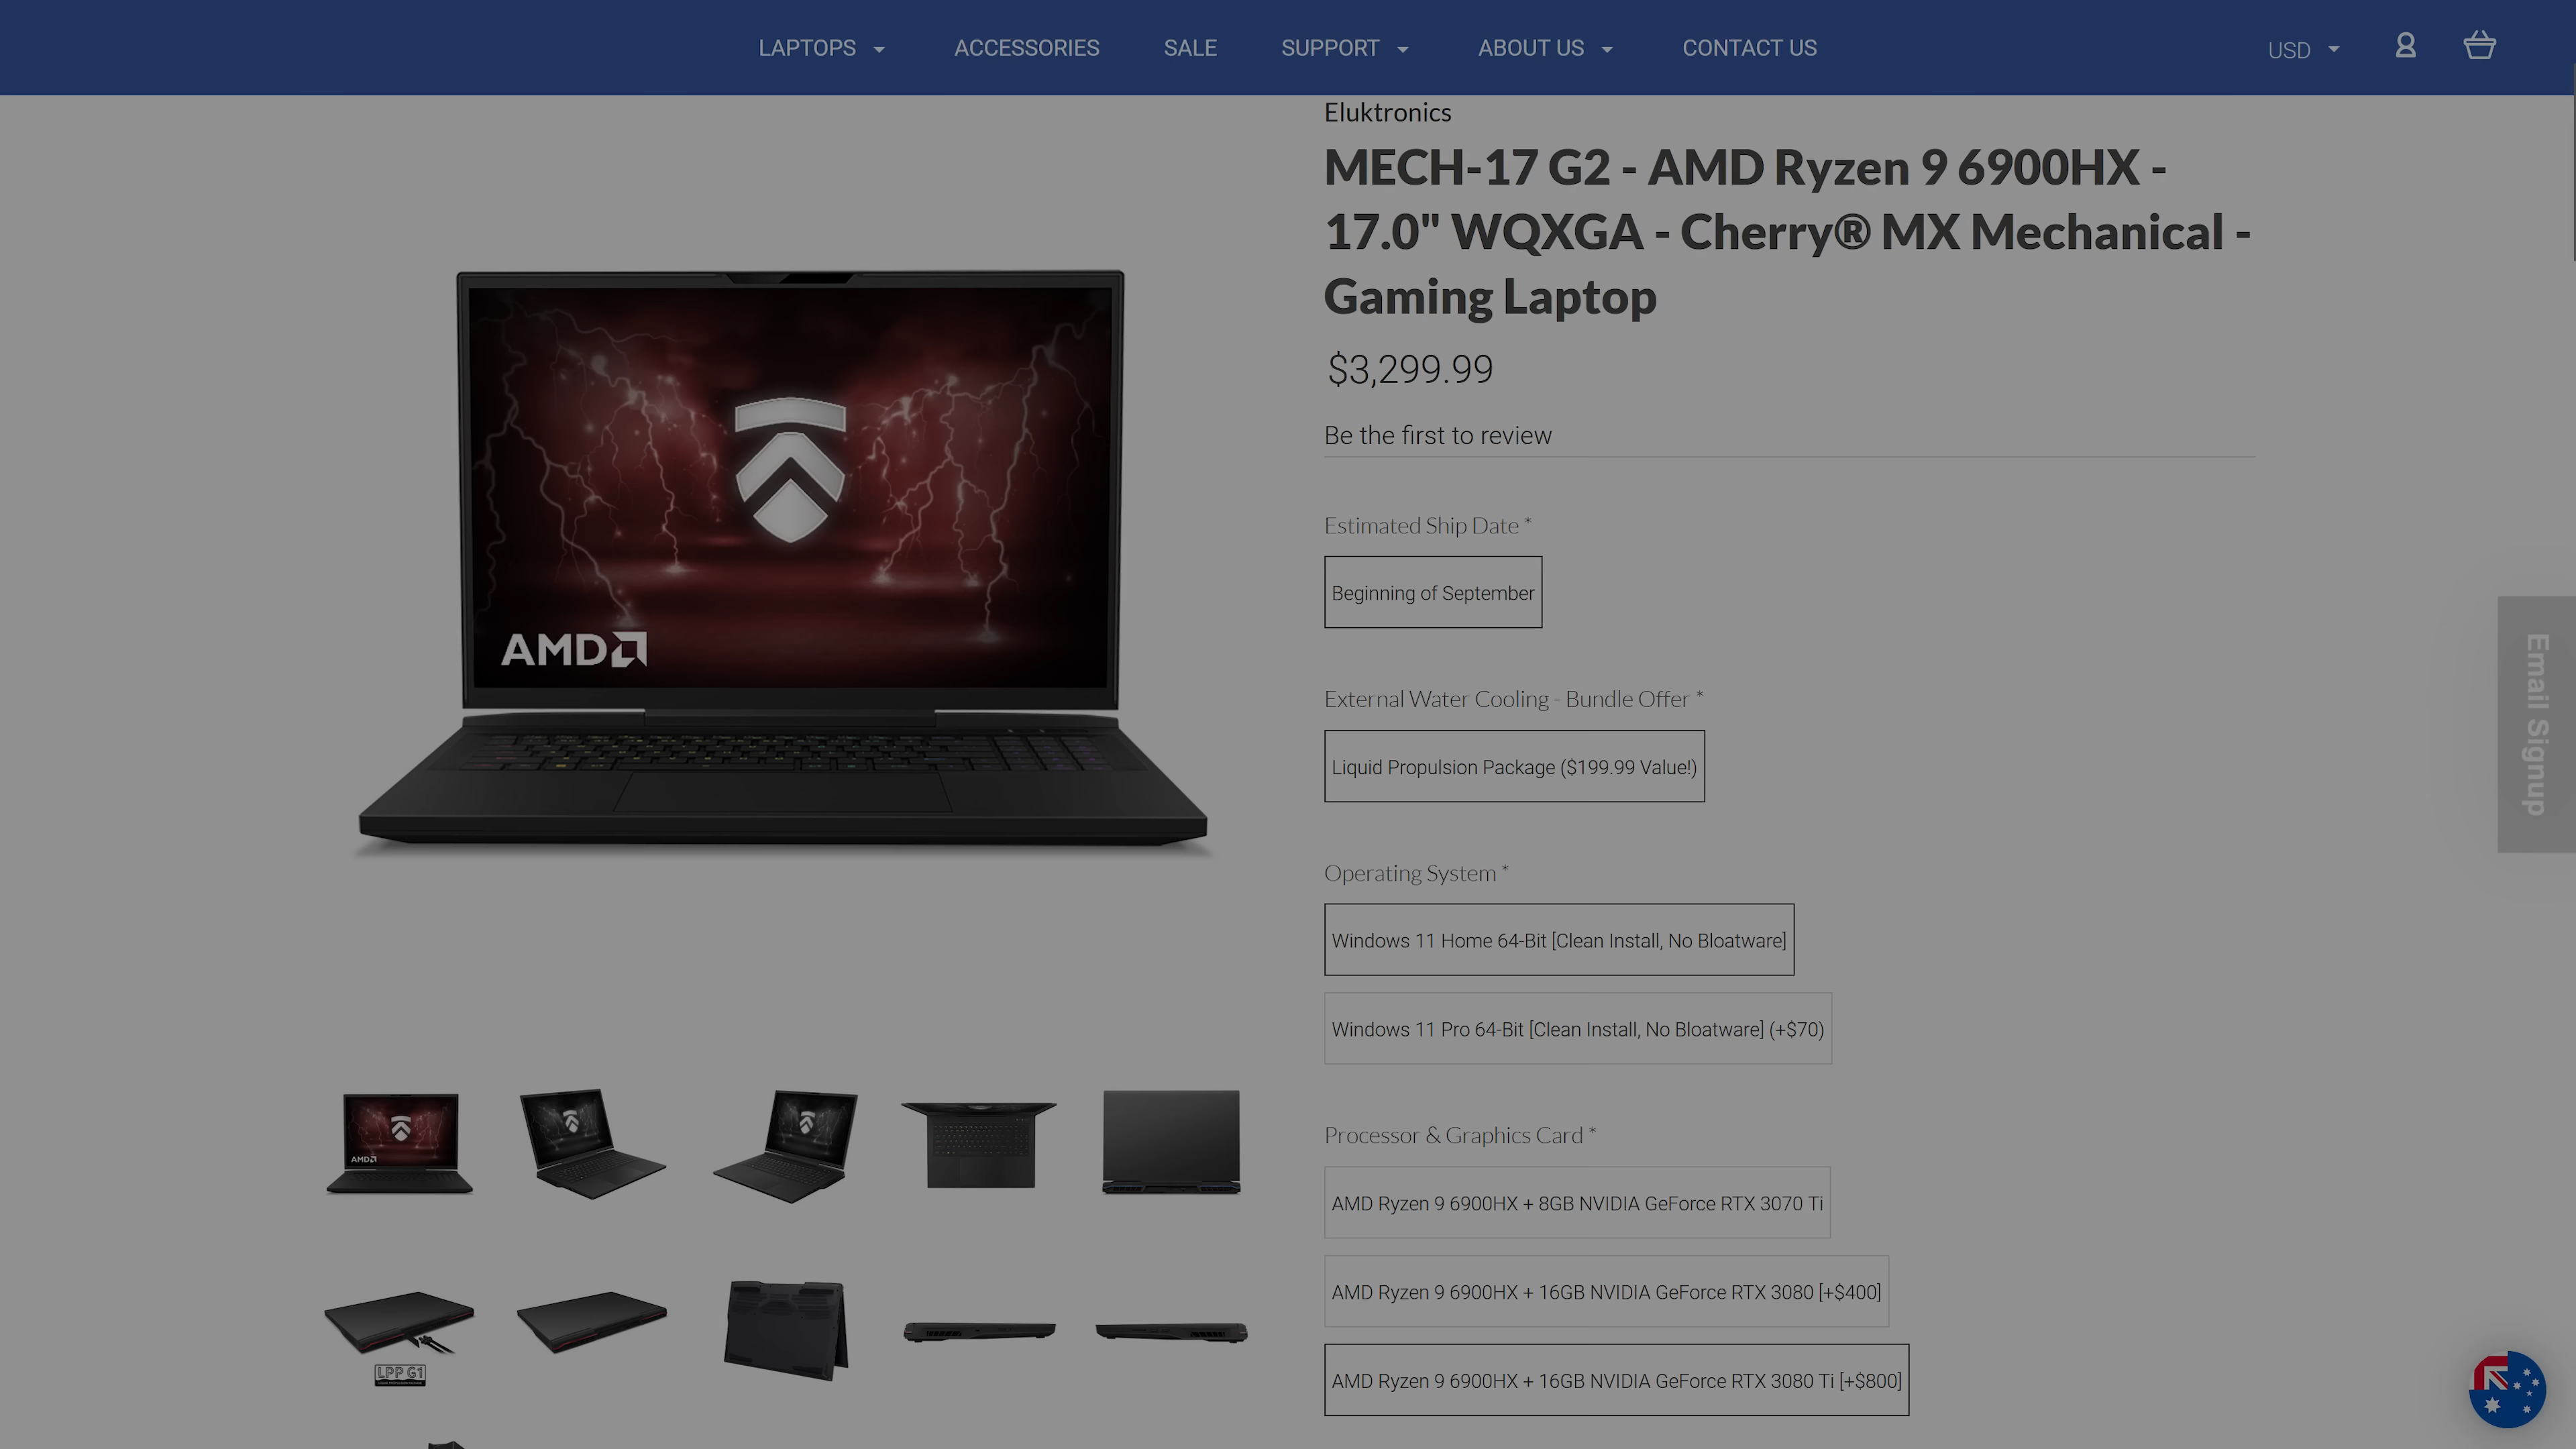 LAPTOPS
ACCESSORIES
SALE
SUPPORT
ABOUT US
CONTACT US
USD
Eluktronics
MECH-17 G2 - AMD Ryzen 9 6900HX -
17.0" WQXGA - Cherry® MX Mechanical -
Gaming Laptop
$3,299.99
Be the first to review
Estimated Ship Date *
Beginning of September
External Water Cooling - Bundle Offer *
Liquid Propulsion Package ($199.99 Value!)
Operating System *
Windows 11 Home 64-Bit [Clean Install, No Bloatware]
Windows 11 Pro 64-Bit [Clean Install, No Bloatware] (+$70)
Processor & Graphics Card *
AMD Ryzen 9 6900HX + 8GB NVIDIA GeForce RTX 3070 Ti
AMD Ryzen 9 6900HX + 16GB NVIDIA GeForce RTX 3080 [+$400]
AMD Ryzen 9 6900HX + 16GB NVIDIA GeForce RTX 3080 Ti [+$800]
AMD
AMD
LPP G1
Email Signup